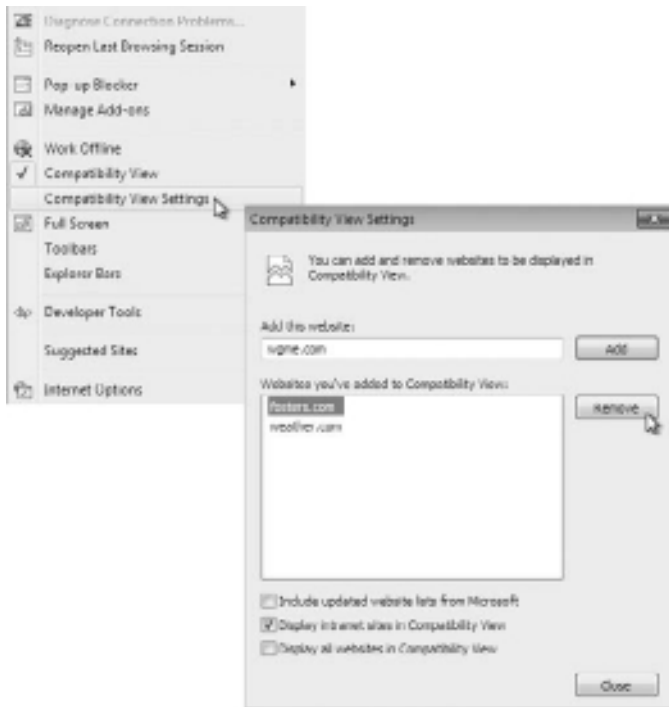 Diagnose Connection Problems...
Reopen Last Browsing Session
Pop-up Blocker
Manage Add-ons
Work Offline
Compatibility View
Compatibility View Settings
Full Screen
Toolbars
Explorer Bars
Developer Tools
Suggested Sites
Internet Options
Compatibility View Settings
You can add and remove websites to be displayed in
Compatibility View.
Add this website:
wgme.com
Add
Websites you've added to Compatibility View:
fosters.com
weather.com
Remove
Include updated website lists from Microsoft
Display intranet sites in Compatibility View
Display all websites in Compatibility View
Close